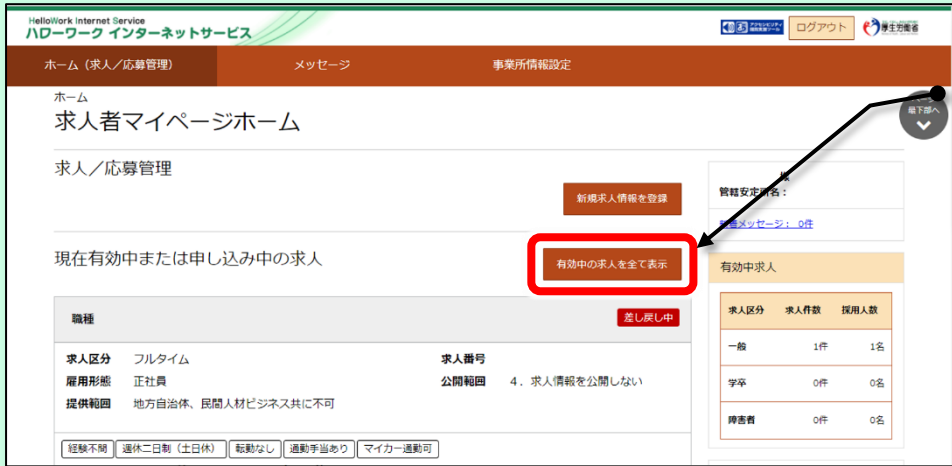 HelloWork Internet Service
ハローワーク インターネットサービス
ログアウト
厚生労働省
ホーム（求人／応募管理）
メッセージ
事業所情報設定
ホーム
最下部へ
求人者マイページホーム
求人／応募管理
新規求人情報を登録
様
管轄安定所名：
新着メッセージ： 0件
現在有効中または申し込み中の求人
有効中の求人を全て表示
有効中求人
職種
差し戻し中
求人区分 求人件数 採用人数
一般 1件 1名
学卒 0件 0名
障害者 0件 0名
求人区分 フルタイム
求人番号
雇用形態 正社員
公開範囲 4．求人情報を公開しない
提供範囲 地方自治体、民間人材ビジネス共に不可
経験不問 週休二日制（土日休） 転勤なし 通勤手当あり マイカー通勤可